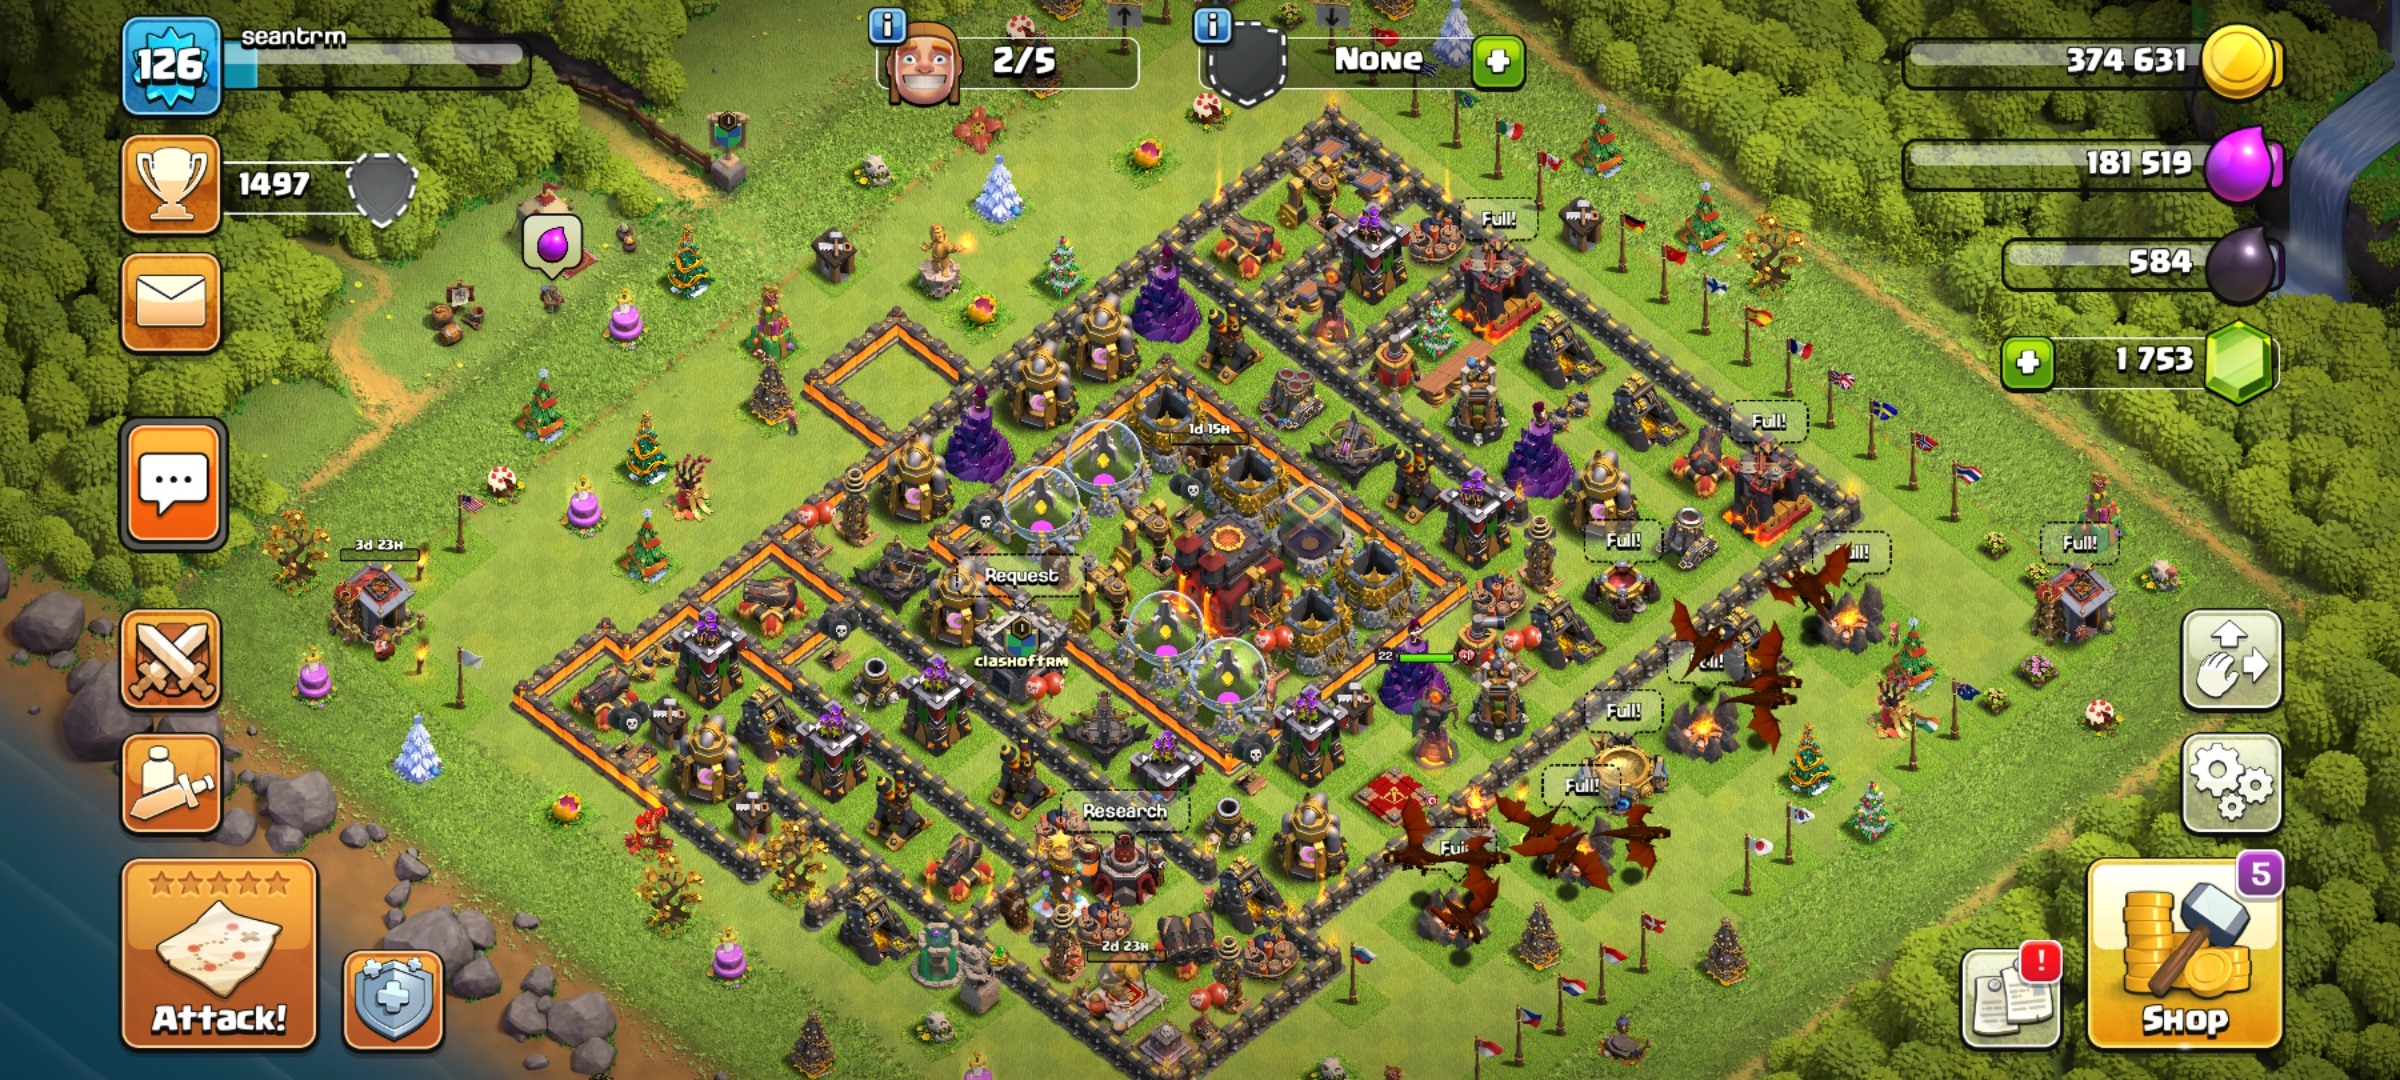 126
seantrm
2/5
None
374 631
1497
181 519
584
1 753
Full!
Full!
1d 15H
Full!
Full!
3d 23H
Request
clashoftrm
22
Full!
Full!
Research
2d 23H
5
!
Attack!
Shop